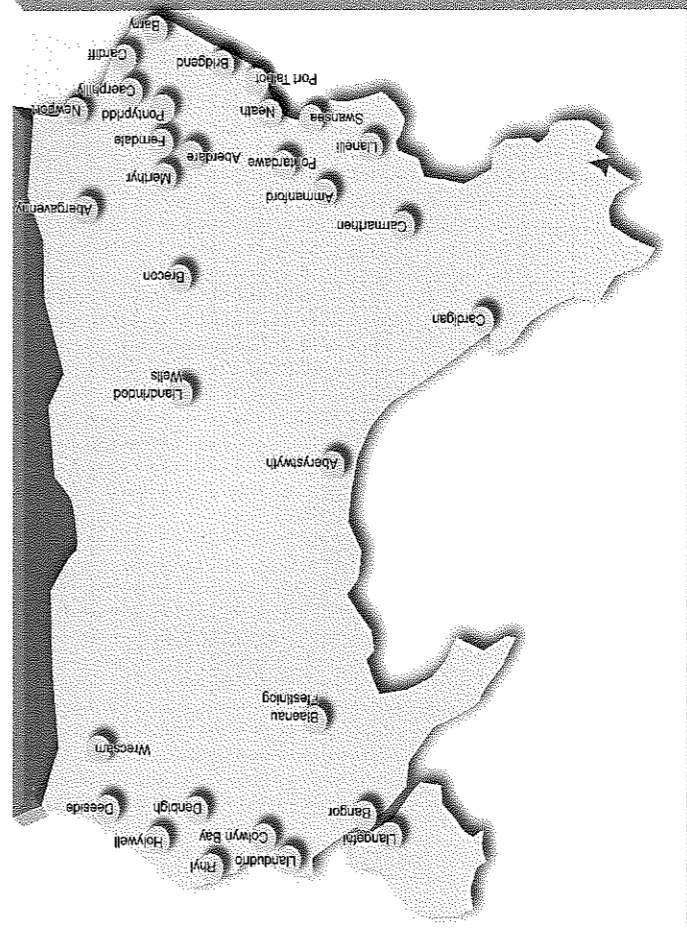 Llandudno
Rhyl
Llangefni
Colwyn Bay
Holywell
Bangor
Denbigh
Deeside
Wrecsam
Blaenau
Ffestiniog
Aberystwyth
Llandrindod
Wells
Cardigan
Brecon
Carmarthen
Abergavenny
Ammanford
Merthyr
Pontardawe
Aberdare
Llanelli
Ferndale
Swansea
Neath
Pontypridd
Newport
Caerphilly
Port Talbot
Bridgend
Cardiff
Barry